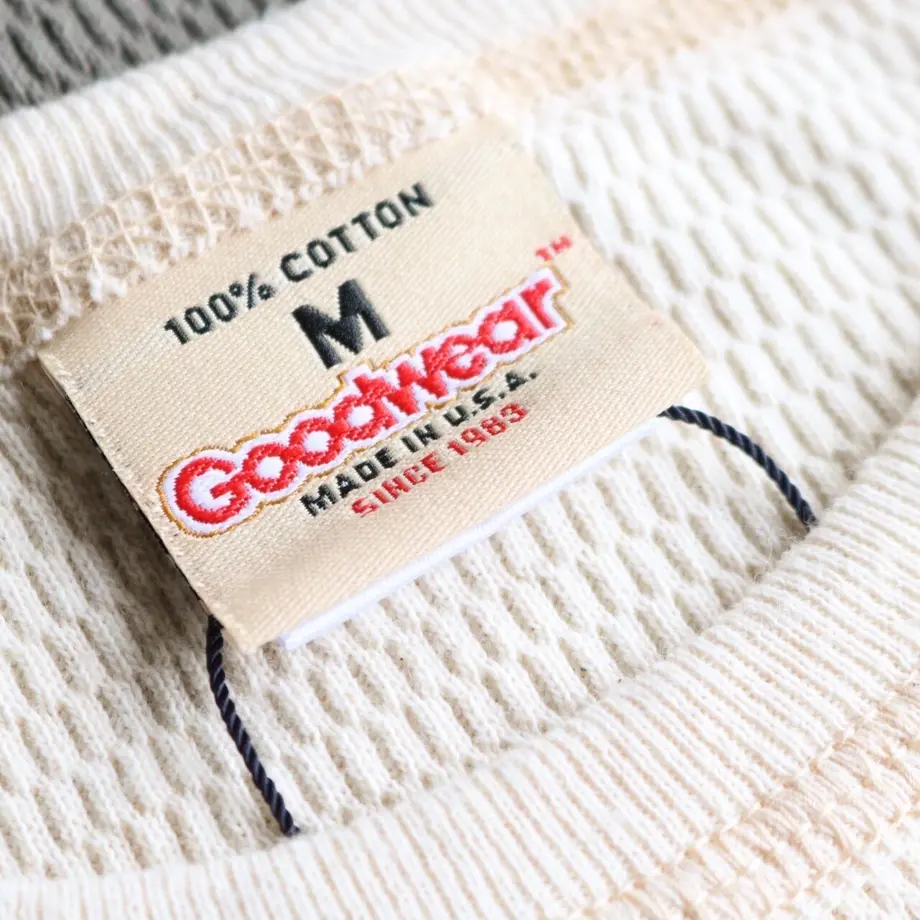 100% COTTON
M
Goodwear™
MADE IN U.S.A.
SINCE 1983